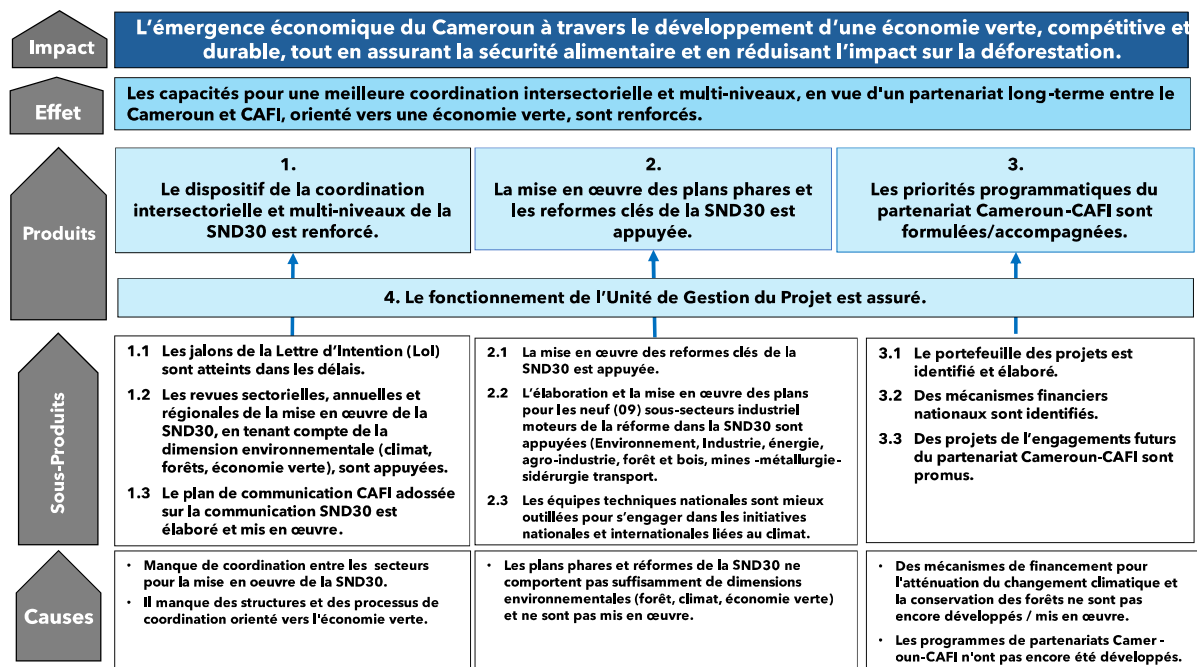 Impact
L'émergence économique du Cameroun à travers le développement d'une économie verte, compétitive et
durable, tout en assurant la sécurité alimentaire et en réduisant l'impact sur la déforestation.
Effet
Les capacités pour une meilleure coordination intersectorielle et multi-niveaux, en vue d'un partenariat long-terme entre le
Cameroun et CAFI, orienté vers une économie verte, sont renforcés.
Produits
1.
Le dispositif de la coordination
intersectorielle et multi-niveaux de la
SND30 est renforcé.
2.
La mise en œuvre des plans phares et
les reformes clés de la SND30 est
appuyée.
3.
Les priorités programmatiques du
partenariat Cameroun-CAFI sont
formulées/accompagnées.
4. Le fonctionnement de l'Unité de Gestion du Projet est assuré.
Sous-Produits
1.1 Les jalons de la Lettre d'Intention (LoI)
sont atteints dans les délais.
1.2 Les revues sectorielles, annuelles et
régionales de la mise en œuvre de la
SND30, en tenant compte de la
dimension environnementale (climat,
forêts, économie verte), sont appuyées.
1.3 Le plan de communication CAFI adossée
sur la communication SND30 est
élaboré et mis en œuvre.
2.1 La mise en œuvre des reformes clés de la
SND30 est appuyée.
2.2 L'élaboration et la mise en œuvre des plans
pour les neuf (09) sous-secteurs industriel
moteurs de la réforme dans la SND30 sont
appuyées (Environnement, Industrie, énergie,
agro-industrie, forêt et bois, mines -métallurgie-
sidérurgie transport.
2.3 Les équipes techniques nationales sont mieux
outillées pour s'engager dans les initiatives
nationales et internationales liées au climat.
3.1 Le portefeuille des projets est
identifié et élaboré.
3.2 Des mécanismes financiers
nationaux sont identifiés.
3.3 Des projets de l'engagements futurs
du partenariat Cameroun-CAFI sont
promus.
Causes
• Manque de coordination entre les secteurs
pour la mise en oeuvre de la SND30.
• Il manque des structures et des processus de
coordination orienté vers l'économie verte.
• Les plans phares et réformes de la SND30 ne
comportent pas suffisamment de dimensions
environnementales (forêt, climat, économie verte)
et ne sont pas mis en œuvre.
• Des mécanismes de financement pour
l'atténuation du changement climatique et
la conservation des forêts ne sont pas
encore développés / mis en œuvre.
• Les programmes de partenariats Camer -
oun-CAFI n'ont pas encore été développés.